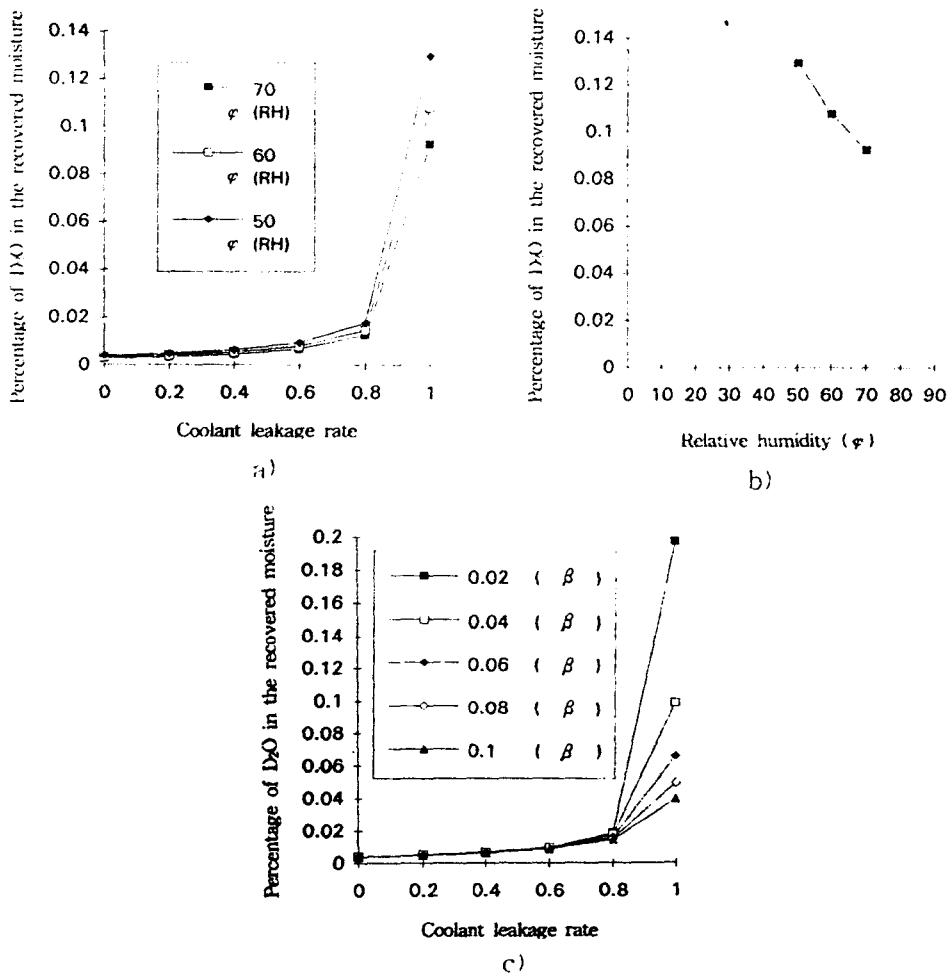 Percentage of D₂O in the recovered moisture
0.14
0.12
0.1
0.08
0.06
0.04
0.02
0
70
φ (RH)
60
φ (RH)
50
φ (RH)
0 0.2 0.4 0.6 0.8 1
Coolant leakage rate
a)
Percentage of D₂O in the recovered moisture
0.14
0.12
0.1
0.08
0.06
0.04
0.02
0
0 10 20 30 40 50 60 70 80 90
Relative humidity (φ)
b)
Percentage of D₂O in the recovered moisture
0.2
0.18
0.16
0.14
0.12
0.1
0.08
0.06
0.04
0.02
0
0.02 ( β )
0.04 ( β )
0.06 ( β )
0.08 ( β )
0.1 ( β )
0 0.2 0.4 0.6 0.8 1
Coolant leakage rate
c)